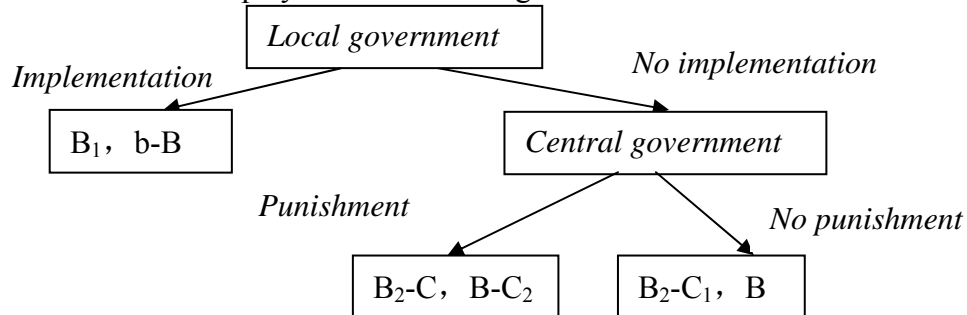 Local government
Implementation
No implementation
B₁，b-B
Central government
Punishment
No punishment
B₂-C，B-C₂
B₂-C₁，B